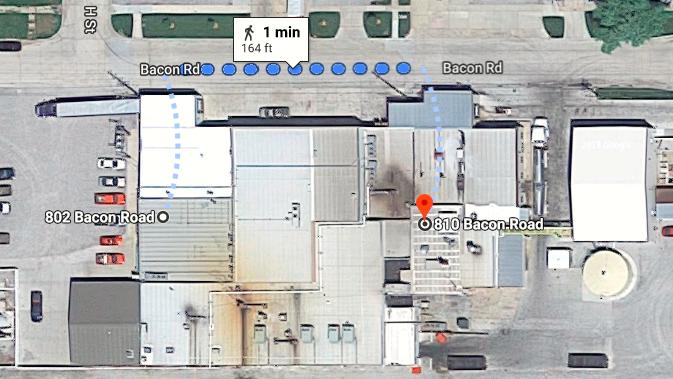 H St
1 min
164 ft
Bacon Rd
Bacon Rd
802 Bacon Road
810 Bacon Road